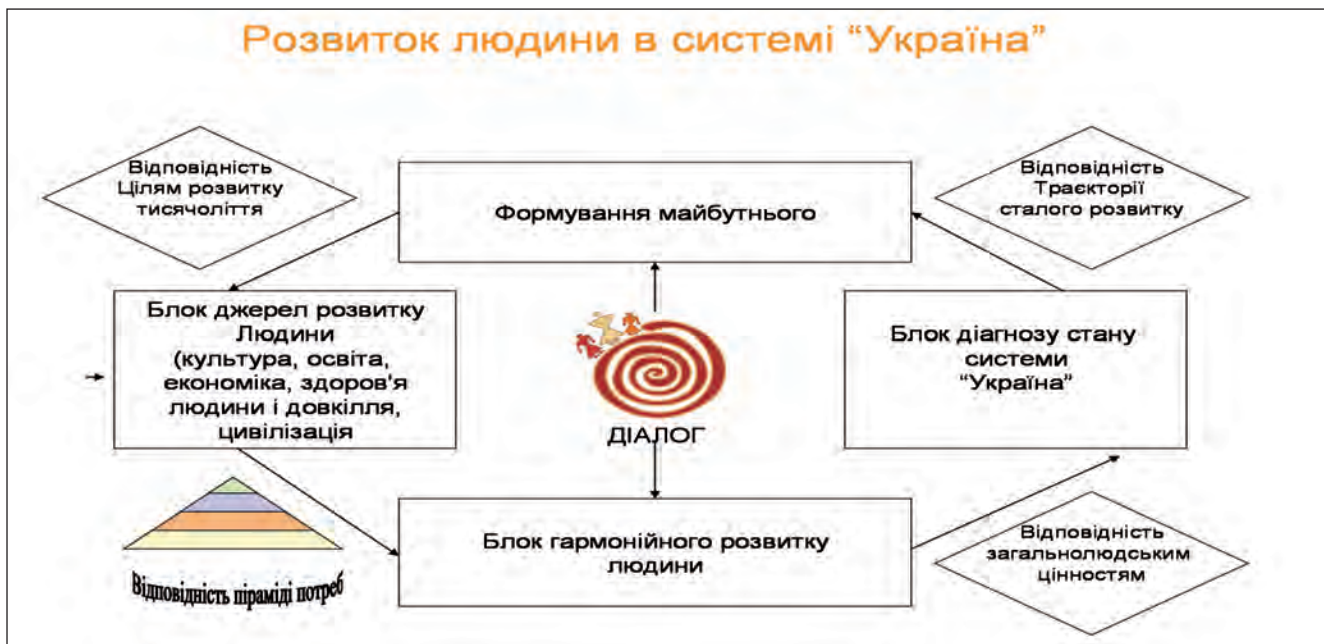 Розвиток людини в системі “Україна”
Відповідність
Цілям розвитку
тисячоліття
Формування майбутнього
Відповідність
Траєкторії
сталого розвитку
Блок джерел розвитку
Людини
(культура, освіта,
економіка, здоров'я
людини і довкілля,
цивілізація
ДІАЛОГ
Блок діагнозу стану
системи
“Україна”
Відповідність піраміді потреб
Блок гармонійного розвитку
людини
Відповідність
загальнолюдським
цінностям